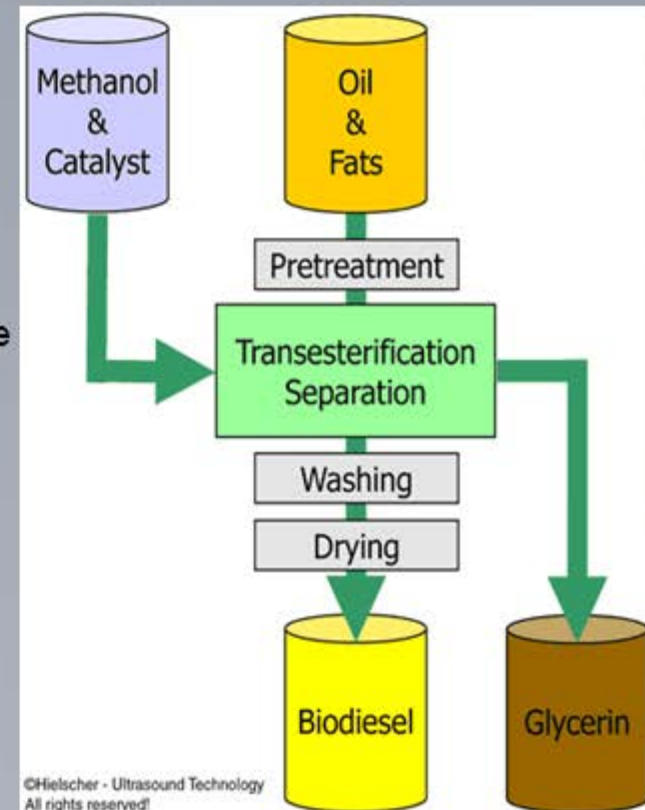 Methanol
&
Catalyst
Oil
&
Fats
Pretreatment
e
Transesterification
Separation
Washing
Drying
Biodiesel
Glycerin
©Hielscher - Ultrasound Technology
All rights reserved!